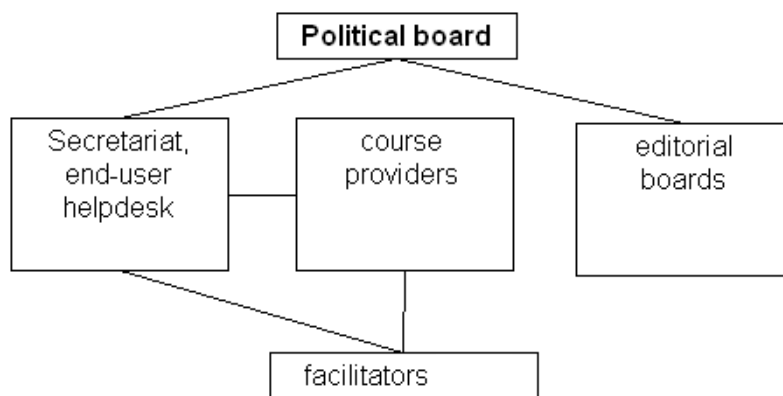 Political board
Secretariat,
end-user
helpdesk
course
providers
editorial
boards
facilitators